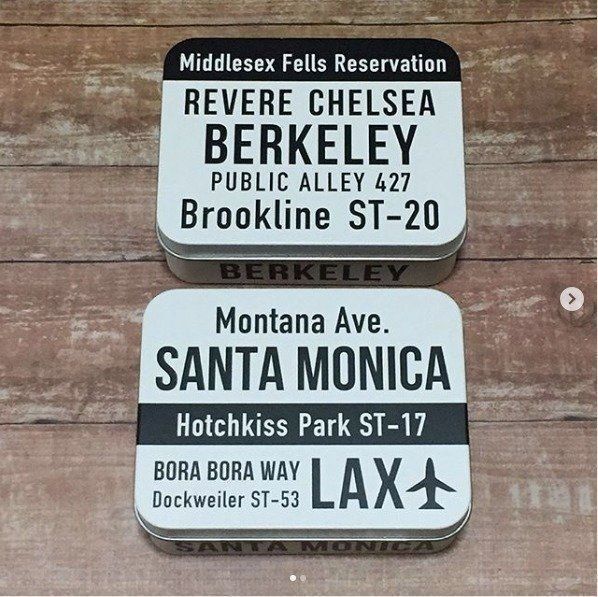 Middlesex Fells Reservation
REVERE CHELSEA
BERKELEY
PUBLIC ALLEY 427
Brookline ST-20
BERKELEY
Montana Ave.
SANTA MONICA
Hotchkiss Park ST-17
BORA BORA WAY
Dockweiler ST-53
LAX
SANTA MONICA